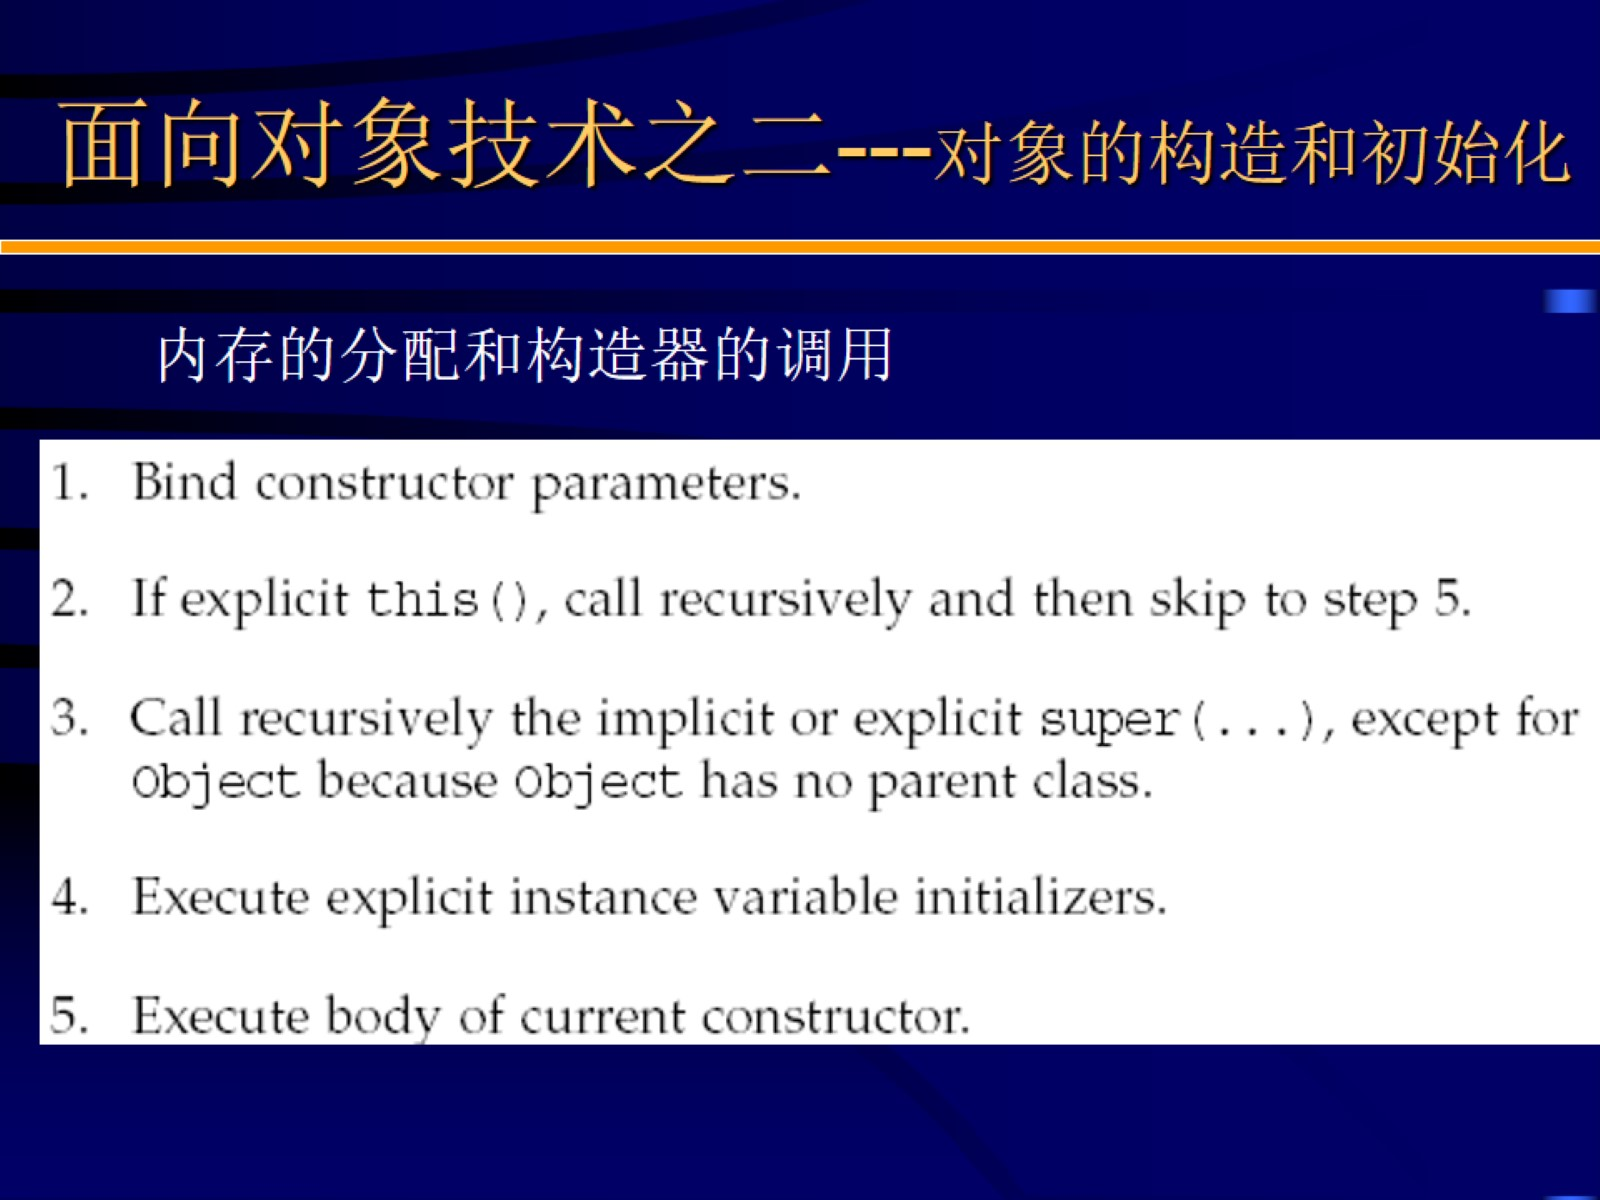 面向对象技术之二---对象的构造和初始化
内存的分配和构造器的调用
1. Bind constructor parameters.
2. If explicit this(), call recursively and then skip to step 5.
3. Call recursively the implicit or explicit super(...), except for
Object because Object has no parent class.
4. Execute explicit instance variable initializers.
5. Execute body of current constructor.